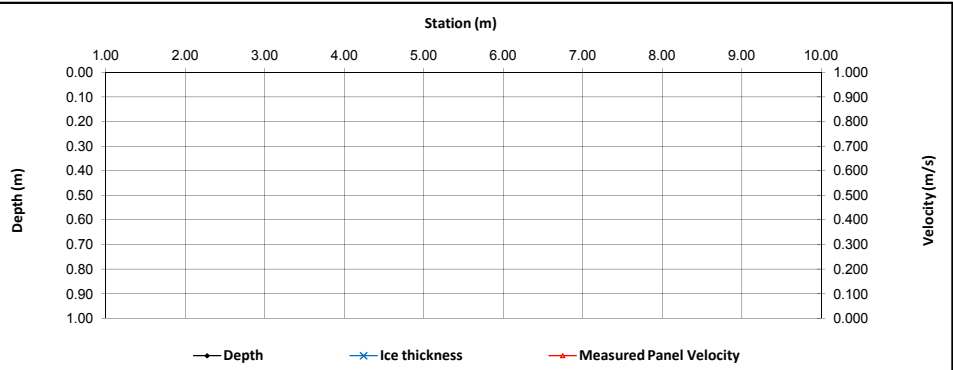 Station (m)
1.00 2.00 3.00 4.00 5.00 6.00 7.00 8.00 9.00 10.00
0.00 1.000
0.10 0.900
0.20 0.800
0.30 0.700
0.40 0.600
0.50 0.500
0.60 0.400
0.70 0.300
0.80 0.200
0.90 0.100
1.00 0.000
Depth (m)
Velocity (m/s)
Depth Ice thickness Measured Panel Velocity